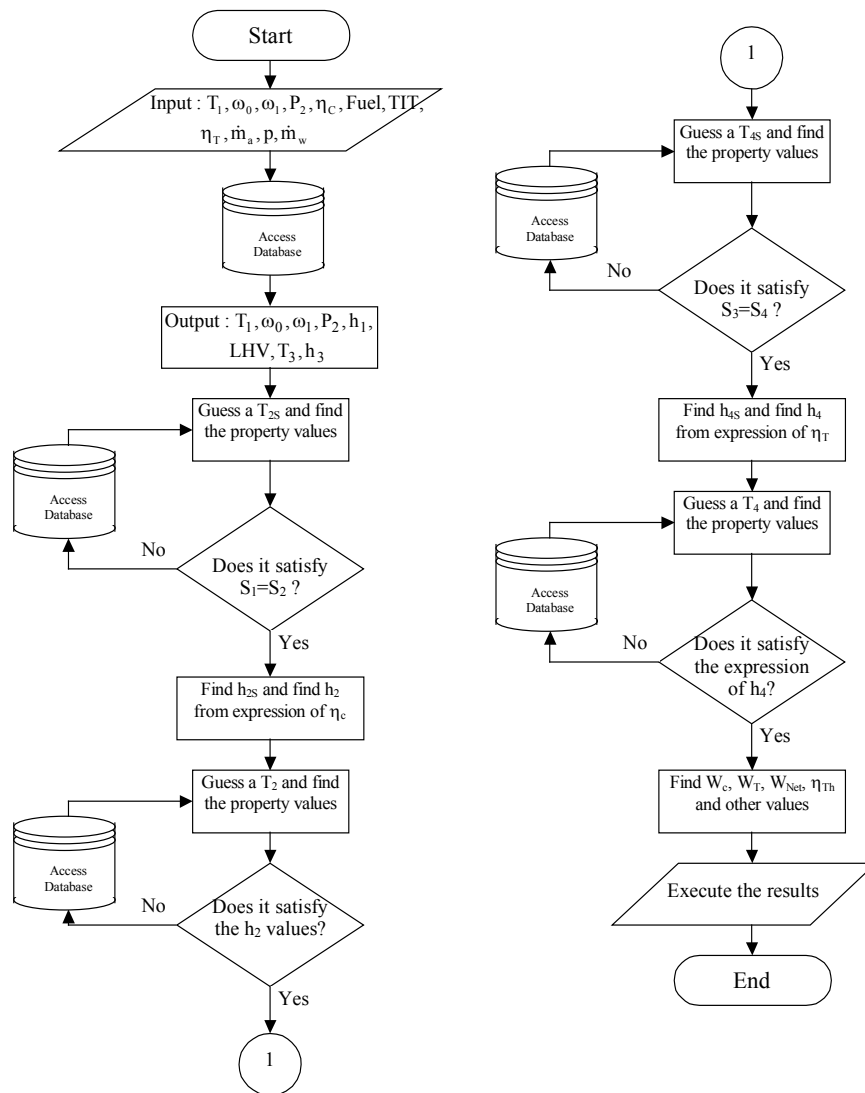 Start
Input : T₁, ω₀, ω₁, P₂, η_C, Fuel, TIT,
η_T, ṁ_a, p, ṁ_w
Access
Database
Output : T₁, ω₀, ω₁, P₂, h₁,
LHV, T₃, h₃
Guess a T₂S and find
the property values
Access
Database
No
Does it satisfy
S₁=S₂ ?
Yes
Find h₂S and find h₂
from expression of η_c
Guess a T₂ and find
the property values
Access
Database
No
Does it satisfy
the h₂ values?
Yes
1
1
Guess a T₄S and find
the property values
Access
Database
No
Does it satisfy
S₃=S₄ ?
Yes
Find h₄S and find h₄
from expression of η_T
Guess a T₄ and find
the property values
Access
Database
No
Does it satisfy
the expression
of h₄?
Yes
Find W_c, W_T, W_Net, η_Th
and other values
Execute the results
End